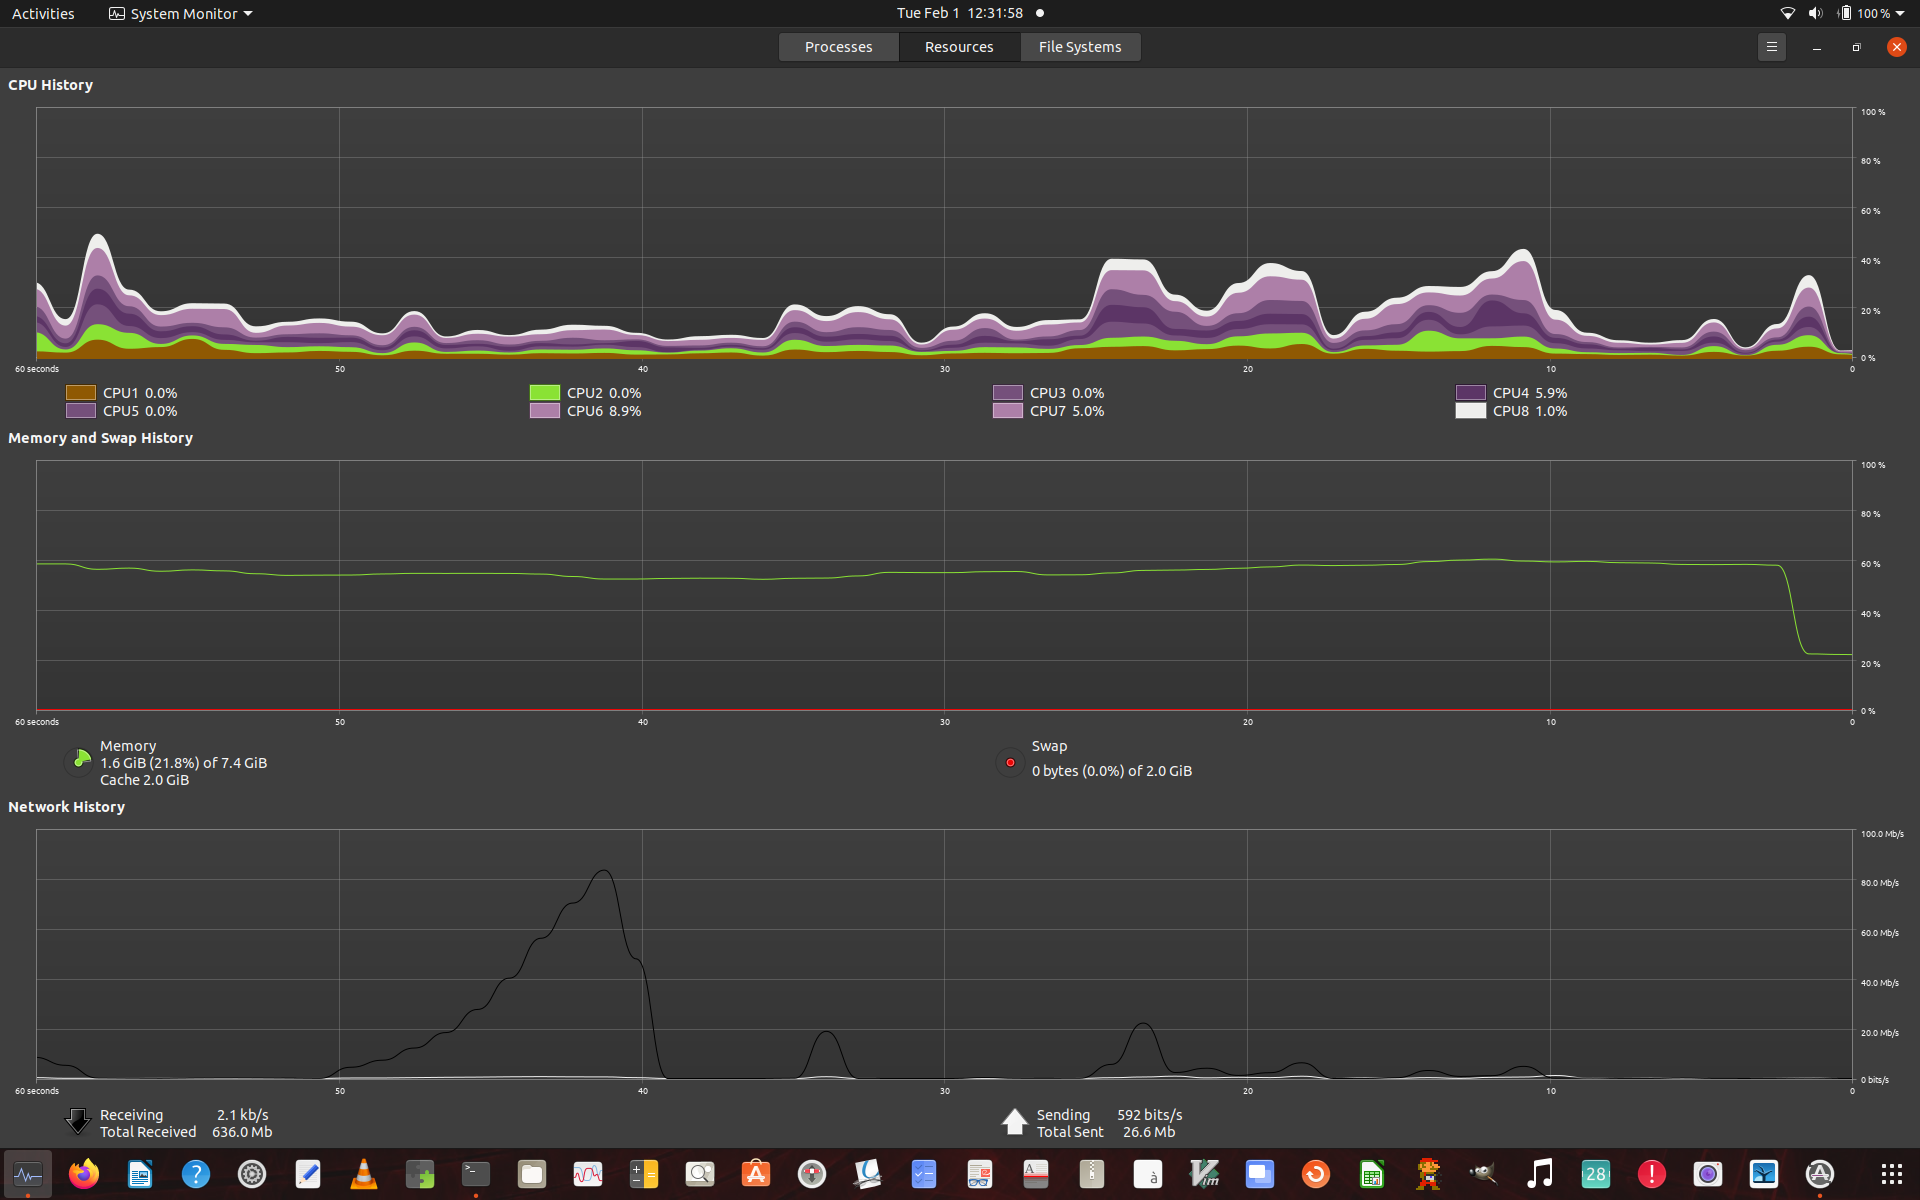 Activities System Monitor Tue Feb 1 12:31:58 100 %
Processes Resources File Systems
CPU History
100 %
80 %
60 %
40 %
20 %
0 %
60 seconds 50 40 30 20 10 0
CPU1 0.0% CPU2 0.0% CPU3 0.0% CPU4 5.9%
CPU5 0.0% CPU6 8.9% CPU7 5.0% CPU8 1.0%
Memory and Swap History
100 %
80 %
60 %
40 %
20 %
0 %
60 seconds 50 40 30 20 10 0
Memory
1.6 GiB (21.8%) of 7.4 GiB
Cache 2.0 GiB
Swap
0 bytes (0.0%) of 2.0 GiB
Network History
100.0 Mb/s
80.0 Mb/s
60.0 Mb/s
40.0 Mb/s
20.0 Mb/s
0 bits/s
60 seconds 50 40 30 20 10 0
Receiving 2.1 kb/s
Total Received 636.0 Mb
Sending 592 bits/s
Total Sent 26.6 Mb
? >_ A A à Vim 28 ! A